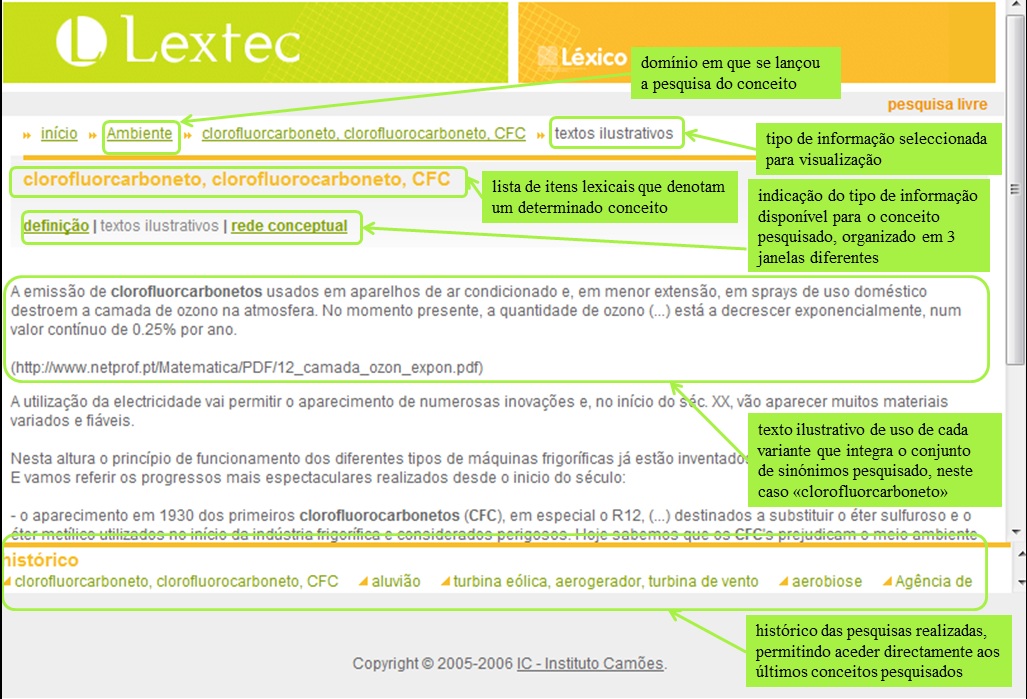 Lextec
Léxico
domínio em que se lançou
a pesquisa do conceito
pesquisa livre
início Ambiente clorofluorcarboneto, clorofluorocarboneto, CFC textos ilustrativos
tipo de informação seleccionada
para visualização
clorofluorcarboneto, clorofluorocarboneto, CFC
lista de itens lexicais que denotam
um determinado conceito
indicação do tipo de informação
disponível para o conceito
pesquisado, organizado em 3
janelas diferentes
definição | textos ilustrativos | rede conceptual
A emissão de clorofluorcarbonetos usados em aparelhos de ar condicionado e, em menor extensão, em sprays de uso doméstico
destroem a camada de ozono na atmosfera. No momento presente, a quantidade de ozono (...) está a decrescer exponencialmente, num
valor contínuo de 0.25% por ano.
(http://www.netprof.pt/Matematica/PDF/12_camada_ozon_expon.pdf)
A utilização da electricidade vai permitir o aparecimento de numerosas inovações e, no início do séc. XX, vão aparecer muitos materiais
variados e fiáveis.
Nesta altura o princípio de funcionamento dos diferentes tipos de máquinas frigoríficas já estão inventados
E vamos referir os progressos mais espectaculares realizados desde o inicio do século:
texto ilustrativo de uso de cada
variante que integra o conjunto
de sinónimos pesquisado, neste
caso «clorofluorcarboneto»
- o aparecimento em 1930 dos primeiros clorofluorocarbonetos (CFC), em especial o R12, (...) destinados a substituir o éter sulfuroso e o
éter metílico utilizados no início da indústria frigorífica e considerados perigosos. Hoje sabemos que os CFC's prejudicam o meio ambiente
histórico
clorofluorcarboneto, clorofluorocarboneto, CFC aluvião turbina eólica, aerogerador, turbina de vento aerobiose Agência de
histórico das pesquisas realizadas,
permitindo aceder directamente aos
últimos conceitos pesquisados
Copyright © 2005-2006 IC - Instituto Camões.